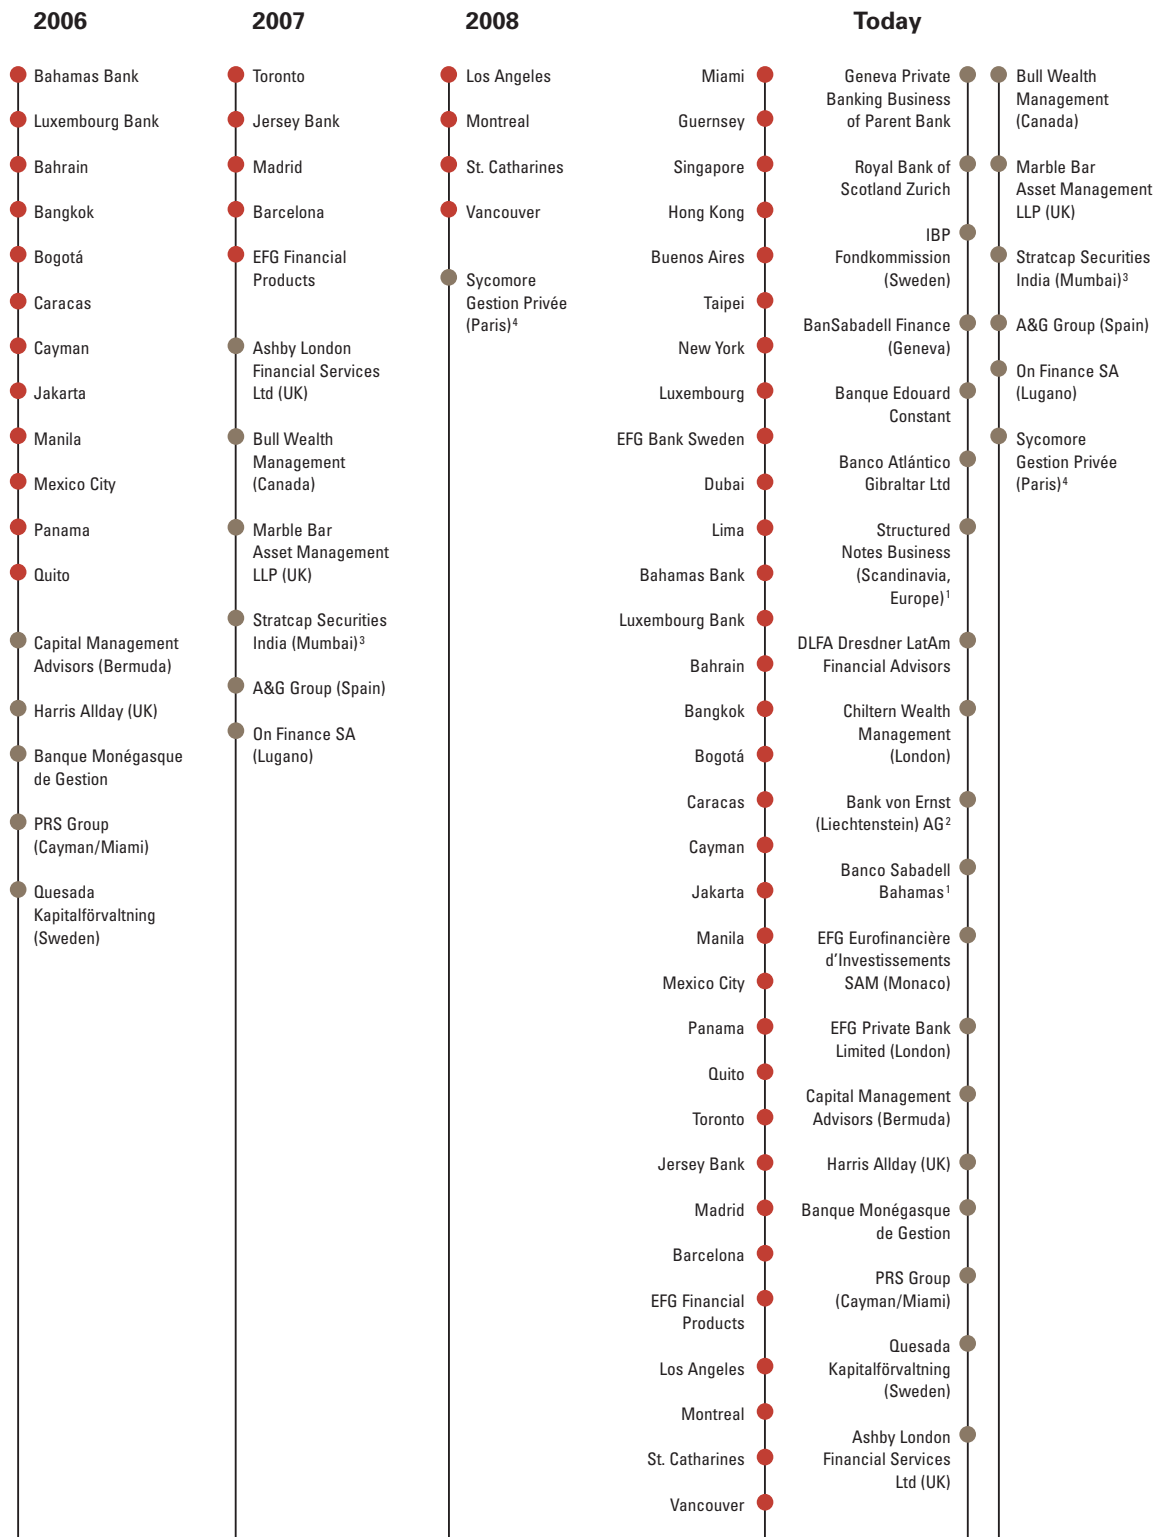 2006
Bahamas Bank
Luxembourg Bank
Bahrain
Bangkok
Bogotá
Caracas
Cayman
Jakarta
Manila
Mexico City
Panama
Quito
Capital Management
Advisors (Bermuda)
Harris Allday (UK)
Banque Monégasque
de Gestion
PRS Group
(Cayman/Miami)
Quesada
Kapitalförvaltning
(Sweden)
2007
Toronto
Jersey Bank
Madrid
Barcelona
EFG Financial
Products
Ashby London
Financial Services
Ltd (UK)
Bull Wealth
Management
(Canada)
Marble Bar
Asset Management
LLP (UK)
Stratcap Securities
India (Mumbai)³
A&G Group (Spain)
On Finance SA
(Lugano)
2008
Los Angeles
Montreal
St. Catharines
Vancouver
Sycomore
Gestion Privée
(Paris)⁴
Today
Miami
Guernsey
Singapore
Hong Kong
Buenos Aires
Taipei
New York
Luxembourg
EFG Bank Sweden
Dubai
Lima
Bahamas Bank
Luxembourg Bank
Bahrain
Bangkok
Bogotá
Caracas
Cayman
Jakarta
Manila
Mexico City
Panama
Quito
Toronto
Jersey Bank
Madrid
Barcelona
EFG Financial
Products
Los Angeles
Montreal
St. Catharines
Vancouver
Geneva Private
Banking Business
of Parent Bank
Royal Bank of
Scotland Zurich
IBP
Fondkommission
(Sweden)
BanSabadell Finance
(Geneva)
Banque Edouard
Constant
Banco Atlántico
Gibraltar Ltd
Structured
Notes Business
(Scandinavia,
Europe)¹
DLFA Dresdner LatAm
Financial Advisors
Chiltern Wealth
Management
(London)
Bank von Ernst
(Liechtenstein) AG²
Banco Sabadell
Bahamas¹
EFG Eurofinancière
d'Investissements
SAM (Monaco)
EFG Private Bank
Limited (London)
Capital Management
Advisors (Bermuda)
Harris Allday (UK)
Banque Monégasque
de Gestion
PRS Group
(Cayman/Miami)
Quesada
Kapitalförvaltning
(Sweden)
Ashby London
Financial Services
Ltd (UK)
Bull Wealth
Management
(Canada)
Marble Bar
Asset Management
LLP (UK)
Stratcap Securities
India (Mumbai)³
A&G Group (Spain)
On Finance SA
(Lugano)
Sycomore
Gestion Privée
(Paris)⁴